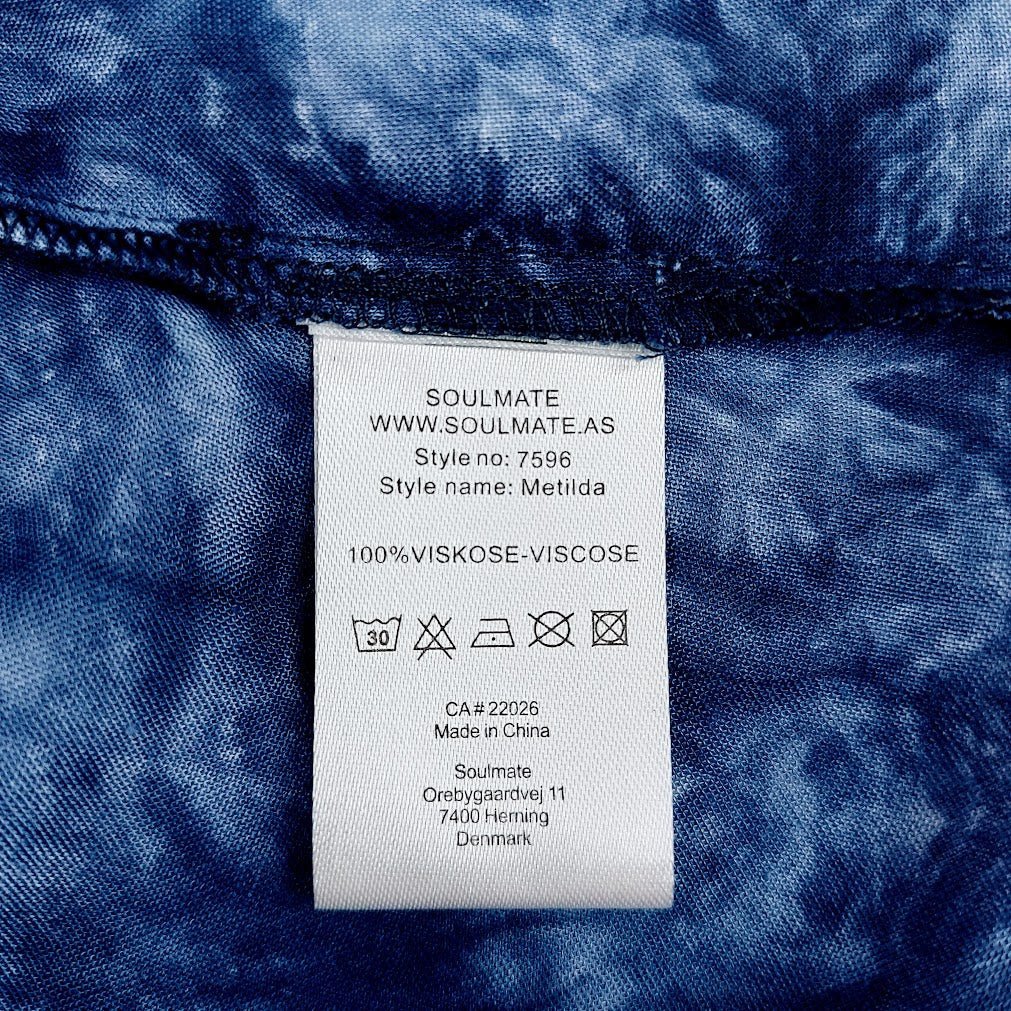 SOULMATE
WWW.SOULMATE.AS
Style no: 7596
Style name: Metilda
100%VISKOSE-VISCOSE
30
CA# 22026
Made in China
Soulmate
Orebygaardvej 11
7400 Herning
Denmark